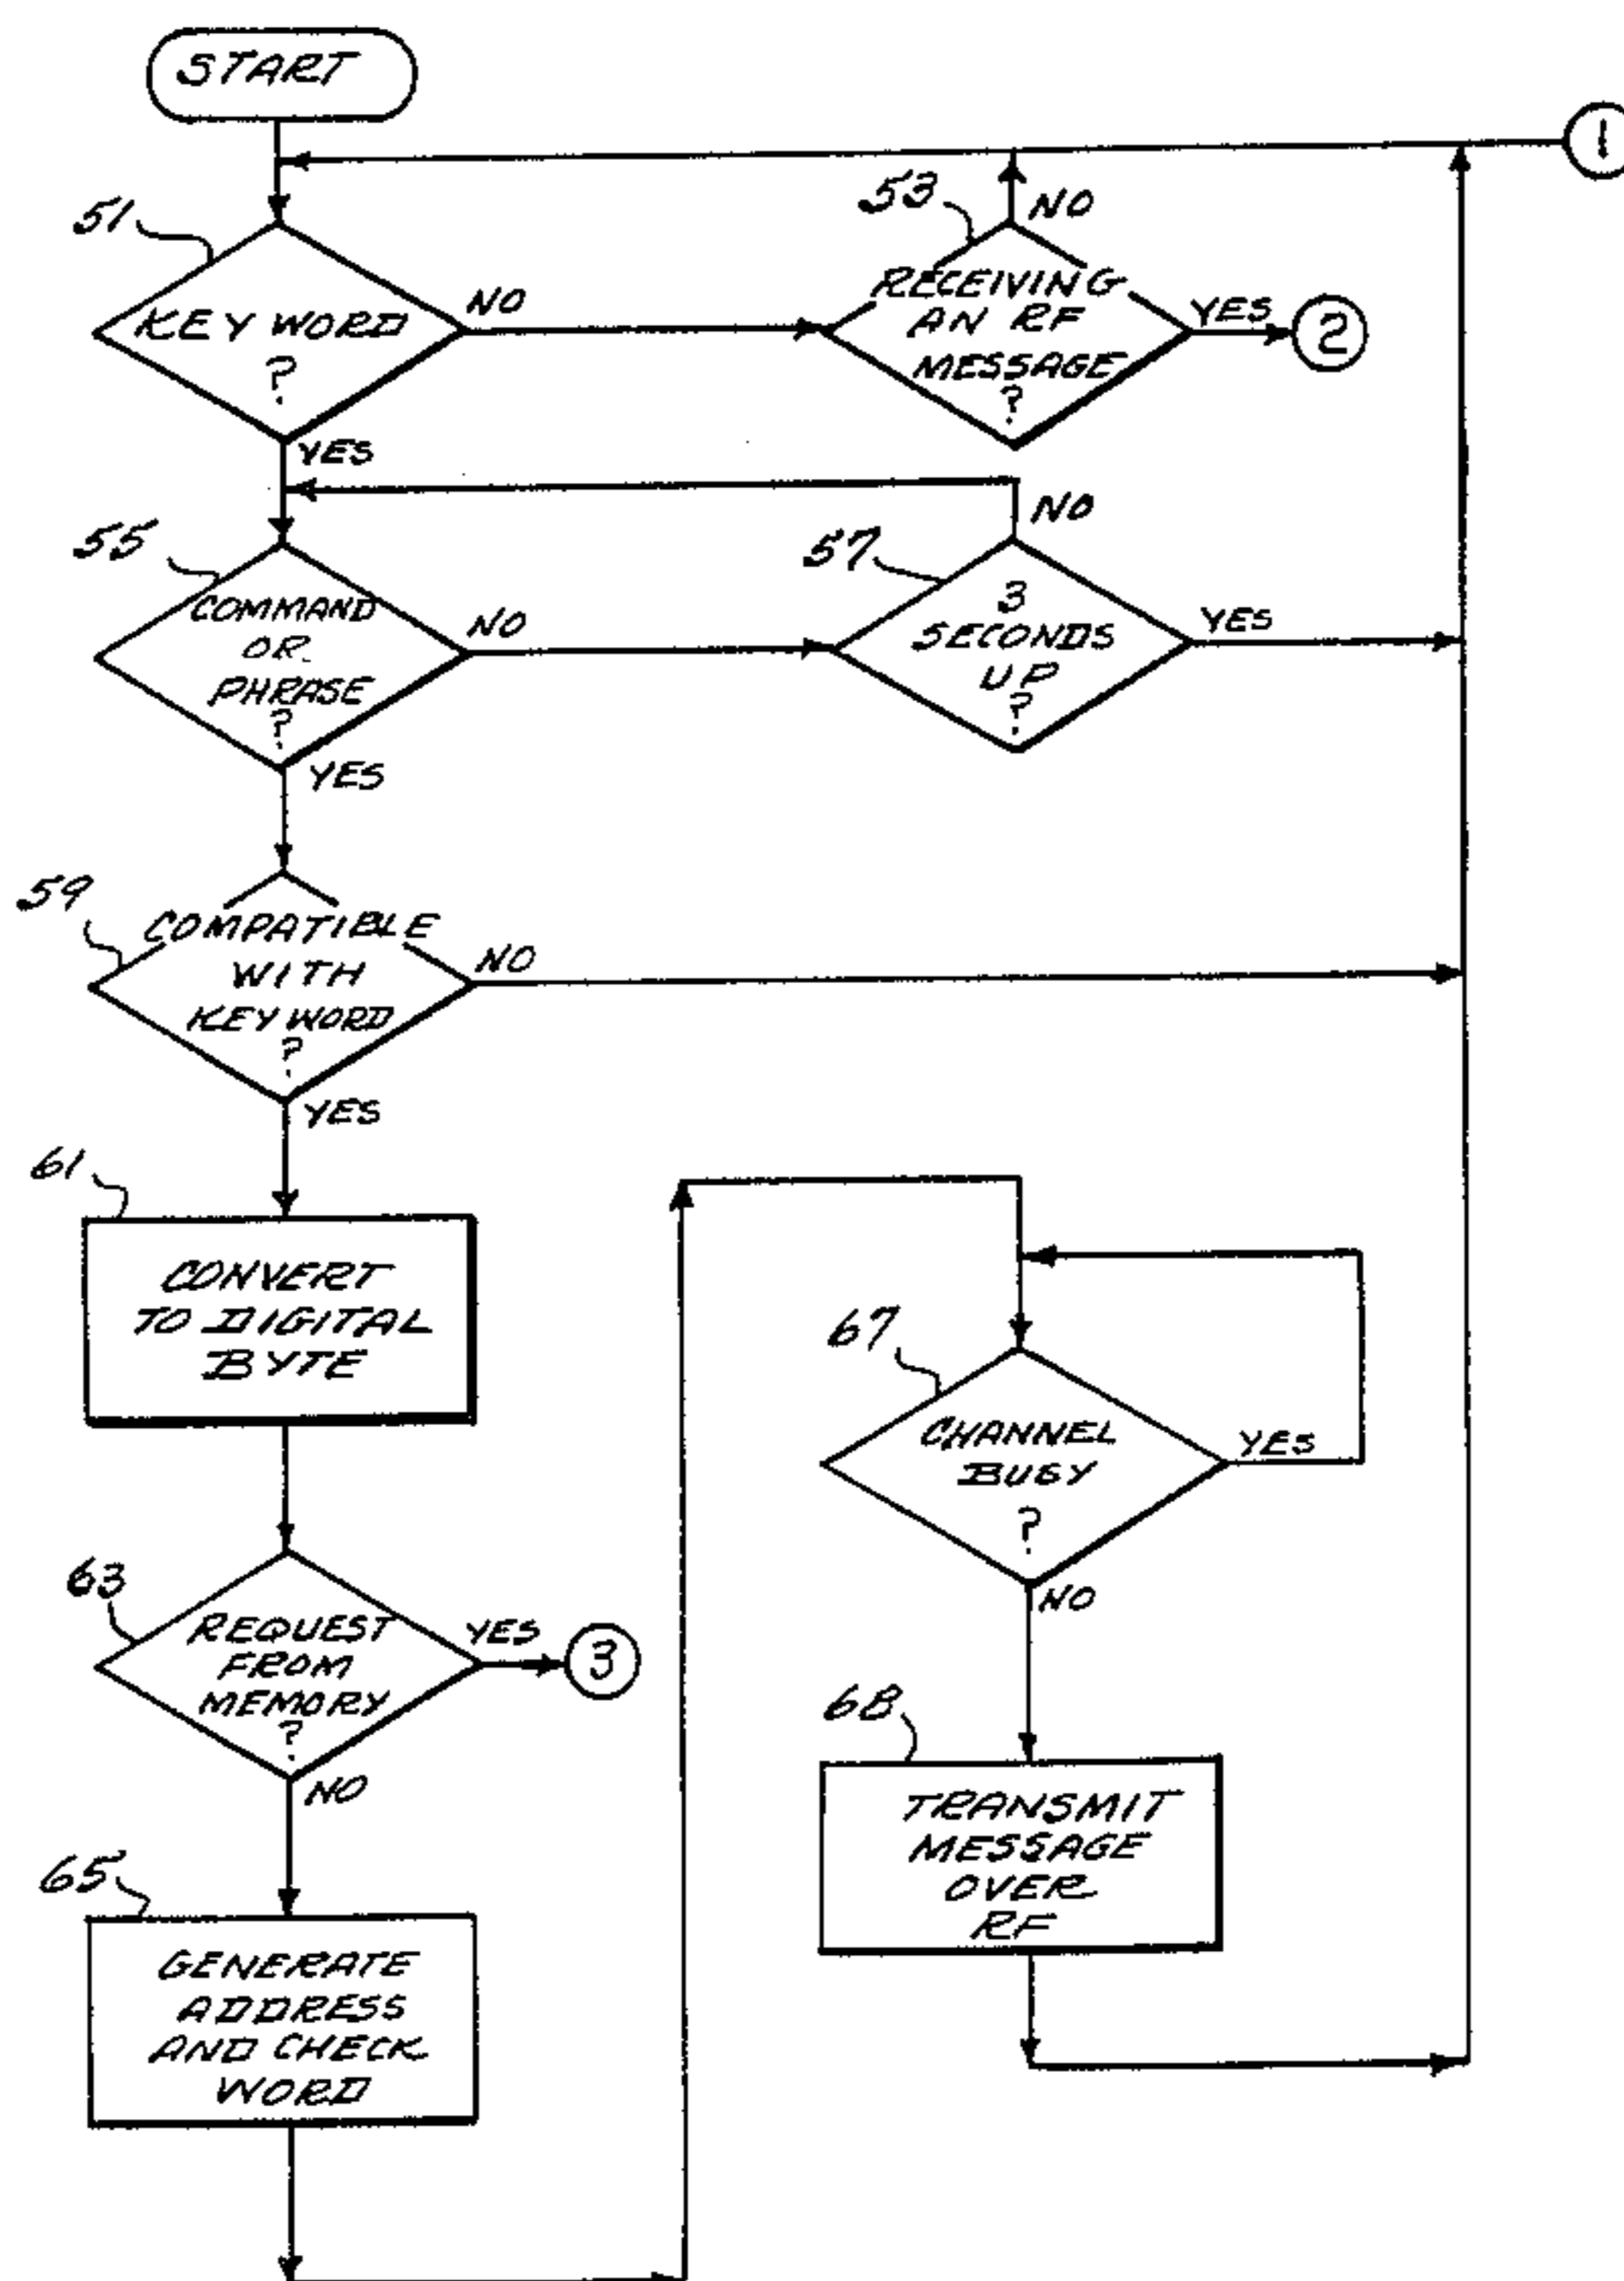 START
1
51
KEY WORD
?
NO
YES
53
NO
RECEIVING
AN RF
MESSAGE
?
YES
2
55
COMMAND
OR
PHRASE
?
NO
YES
57
NO
3
SECONDS
UP
?
YES
59
COMPATIBLE
WITH
KEY WORD
?
NO
YES
61
CONVERT
TO DIGITAL
BYTE
63
REQUEST
FROM
MEMORY
?
YES
3
NO
65
GENERATE
ADDRESS
AND CHECK
WORD
67
CHANNEL
BUSY
?
YES
NO
68
TRANSMIT
MESSAGE
OVER
RF